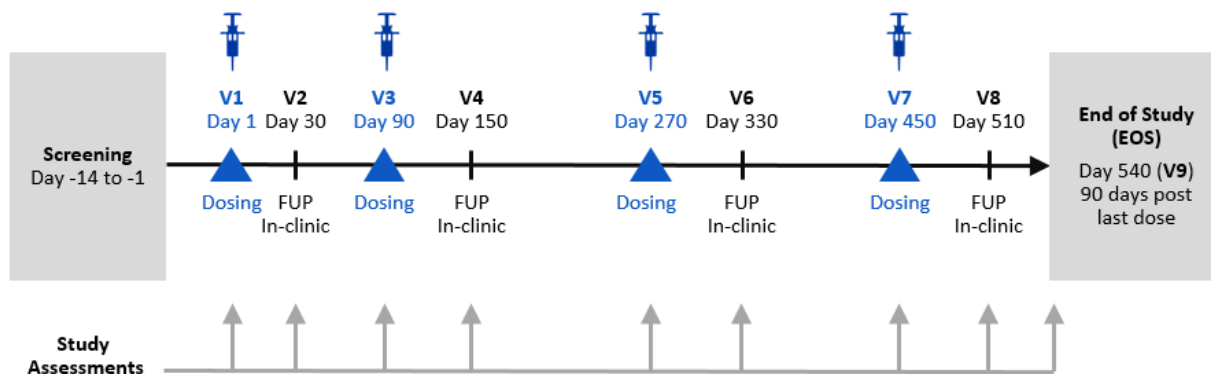 V1
Day 1
V2
Day 30
V3
Day 90
V4
Day 150
V5
Day 270
V6
Day 330
V7
Day 450
V8
Day 510
Screening
Day -14 to -1
Dosing
FUP
In-clinic
Dosing
FUP
In-clinic
Dosing
FUP
In-clinic
Dosing
FUP
In-clinic
End of Study
(EOS)
Day 540 (V9)
90 days post
last dose
Study
Assessments